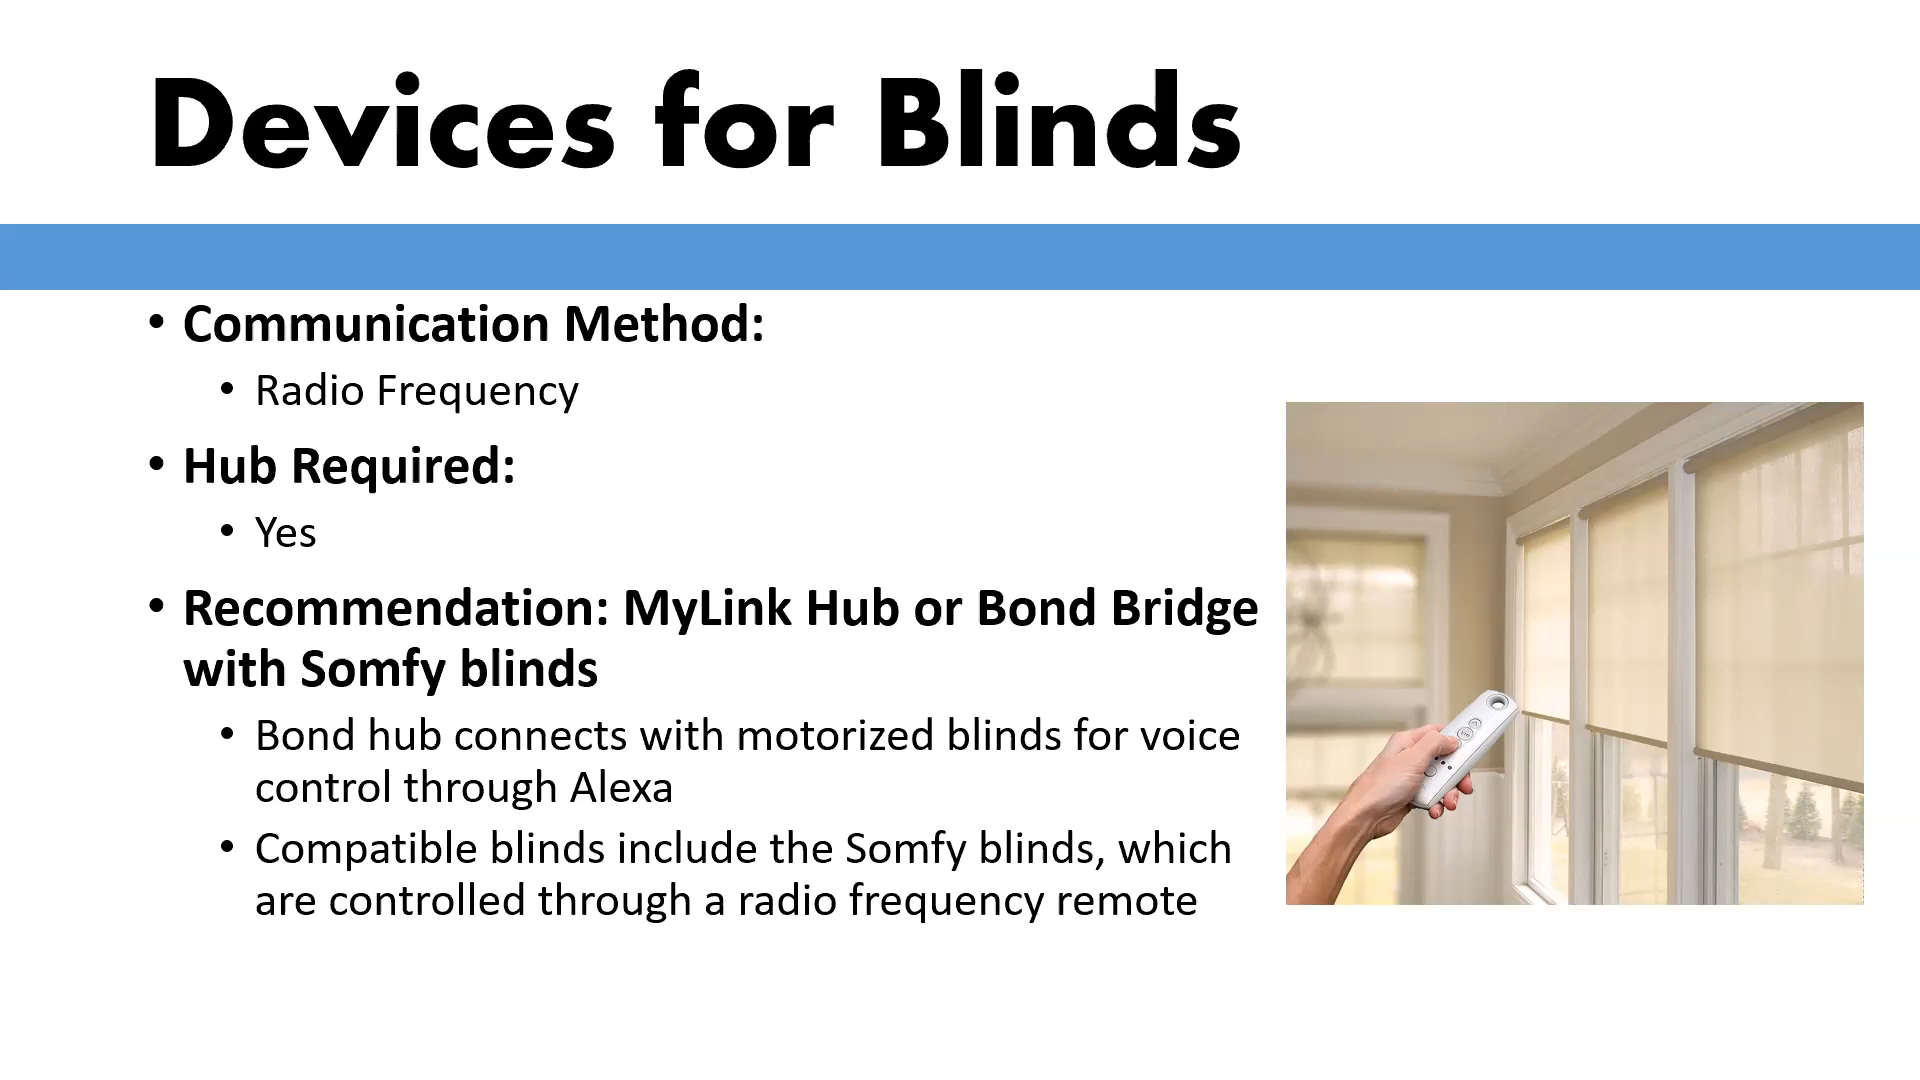 Devices for Blinds
• Communication Method:
• Radio Frequency
• Hub Required:
• Yes
• Recommendation: MyLink Hub or Bond Bridge
with Somfy blinds
• Bond hub connects with motorized blinds for voice
control through Alexa
• Compatible blinds include the Somfy blinds, which
are controlled through a radio frequency remote